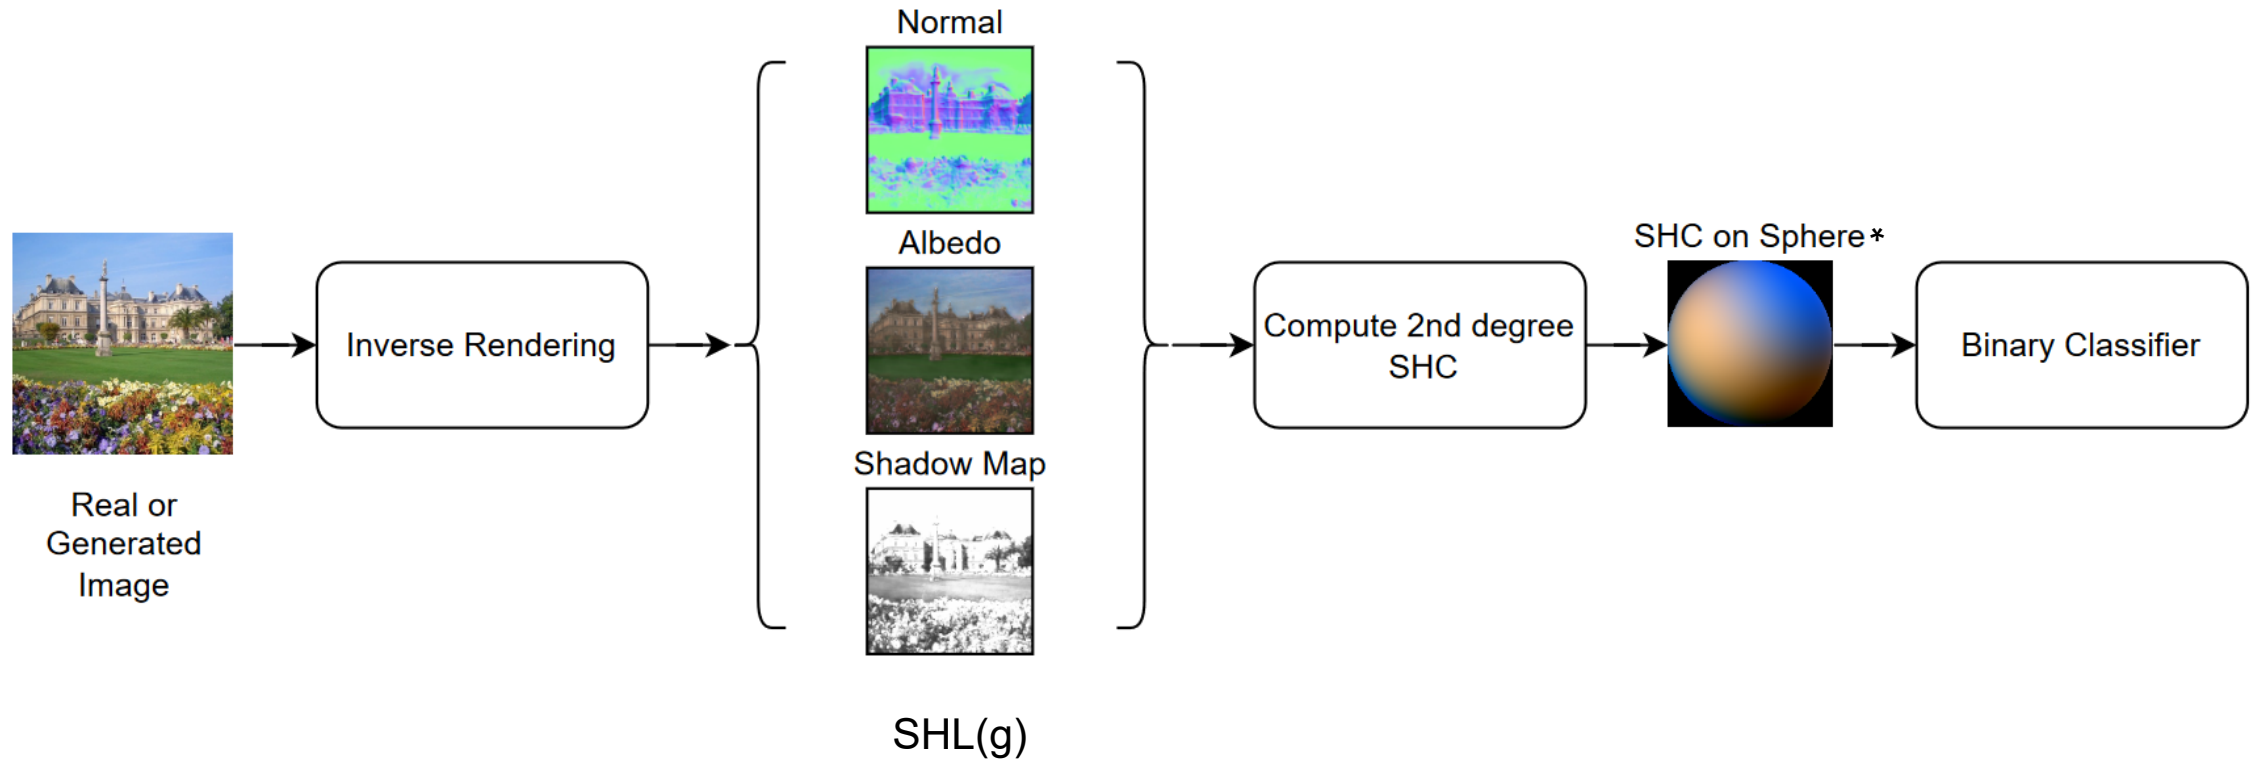 Real or
Generated
Image
Inverse Rendering
Normal
Albedo
Shadow Map
SHL(g)
Compute 2nd degree
SHC
SHC on Sphere*
Binary Classifier